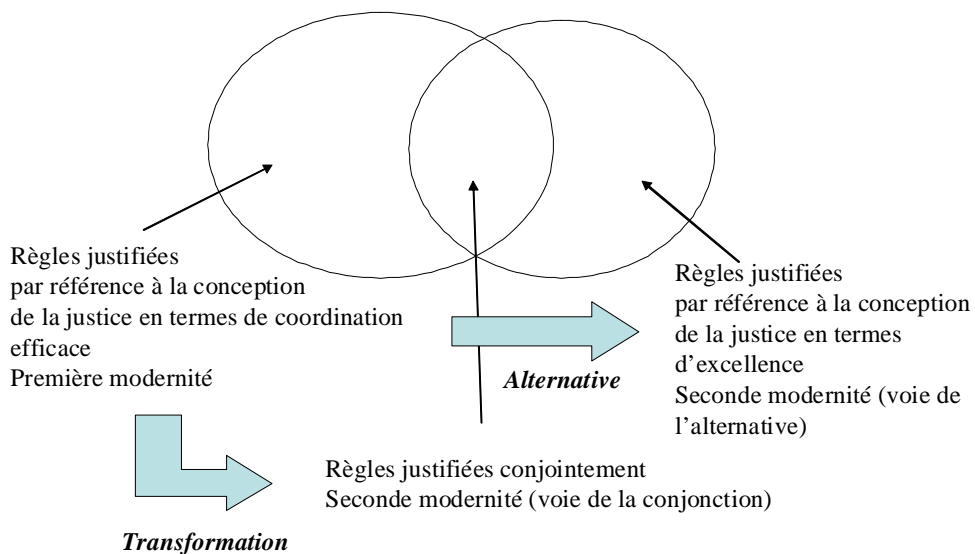 Règles justifiées
par référence à la conception
de la justice en termes de coordination
efficace
Première modernité
Règles justifiées
par référence à la conception
de la justice en termes
d’excellence
Seconde modernité (voie de
l’alternative)
Alternative
Règles justifiées conjointement
Seconde modernité (voie de la conjonction)
Transformation